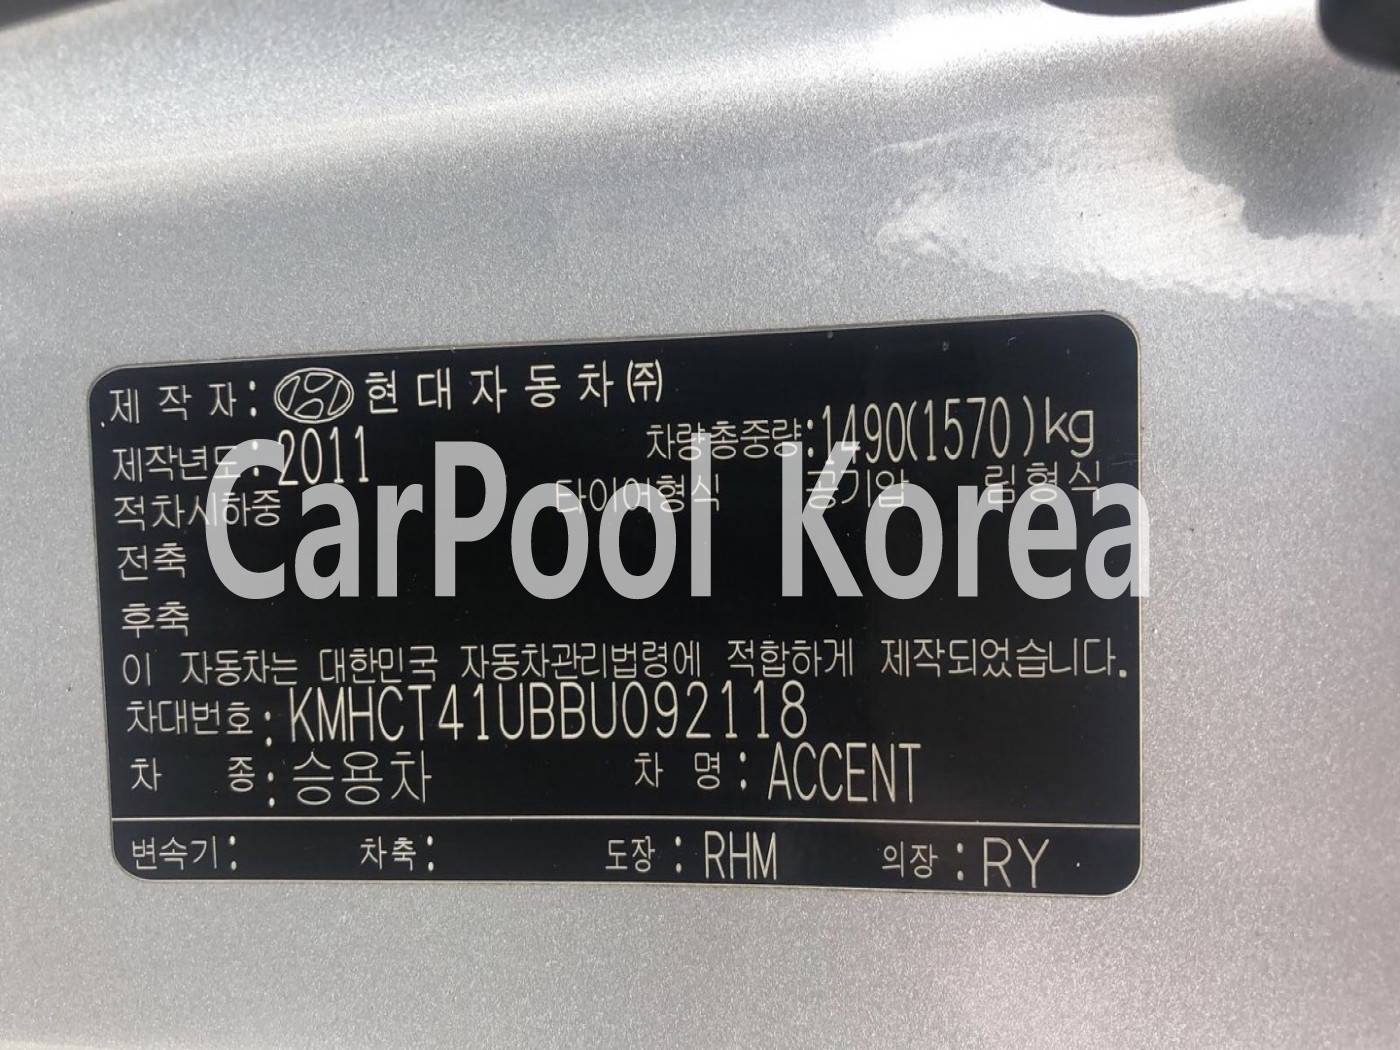 제 작 자: 현대자동차㈜
제작년도: 2011 차량총중량:1490(1570)kg
적차시하중 타이어형식 공기압 림형식
CarPool Korea
전축
후축
이 자동차는 대한민국 자동차관리법령에 적합하게 제작되었습니다.
차대번호: KMHCT41UBBU092118
차 종: 승용차 차 명: ACCENT
변속기: 차축: 도장: RHM 의장: RY